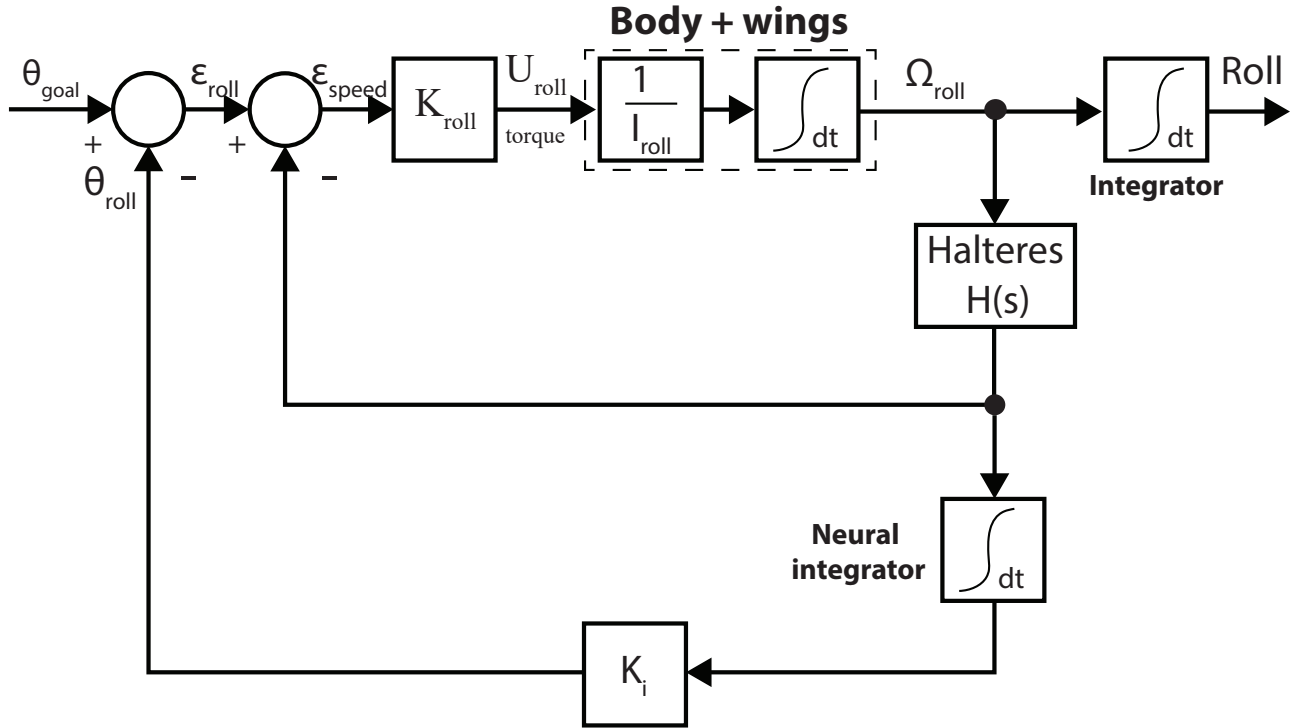 Body + wings
θgoal
εroll
εspeed
Kroll
Uroll
torque
1
Iroll
∫dt
Ωroll
∫dt
Roll
Integrator
+
θroll
−
+
−
Halteres
H(s)
Neural
integrator
∫dt
Ki